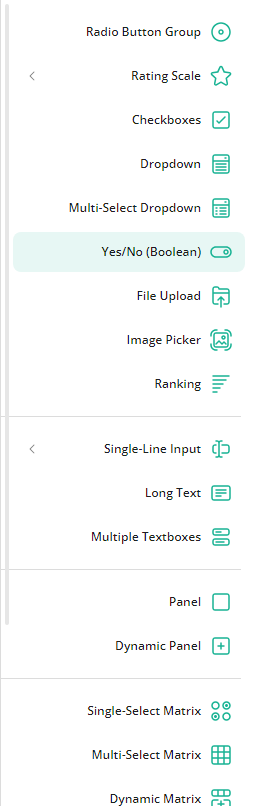 Radio Button Group
Rating Scale
Checkboxes
Dropdown
Multi-Select Dropdown
Yes/No (Boolean)
File Upload
Image Picker
Ranking
Single-Line Input
Long Text
Multiple Textboxes
Panel
Dynamic Panel
Single-Select Matrix
Multi-Select Matrix
Dynamic Matrix